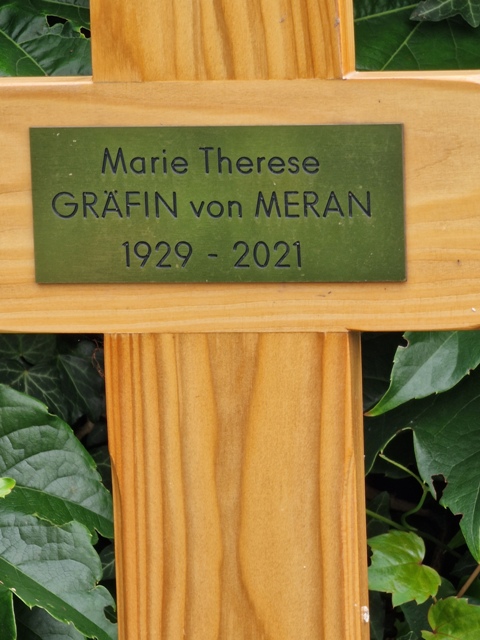 Marie Therese
GRÄFIN von MERAN
1929 - 2021